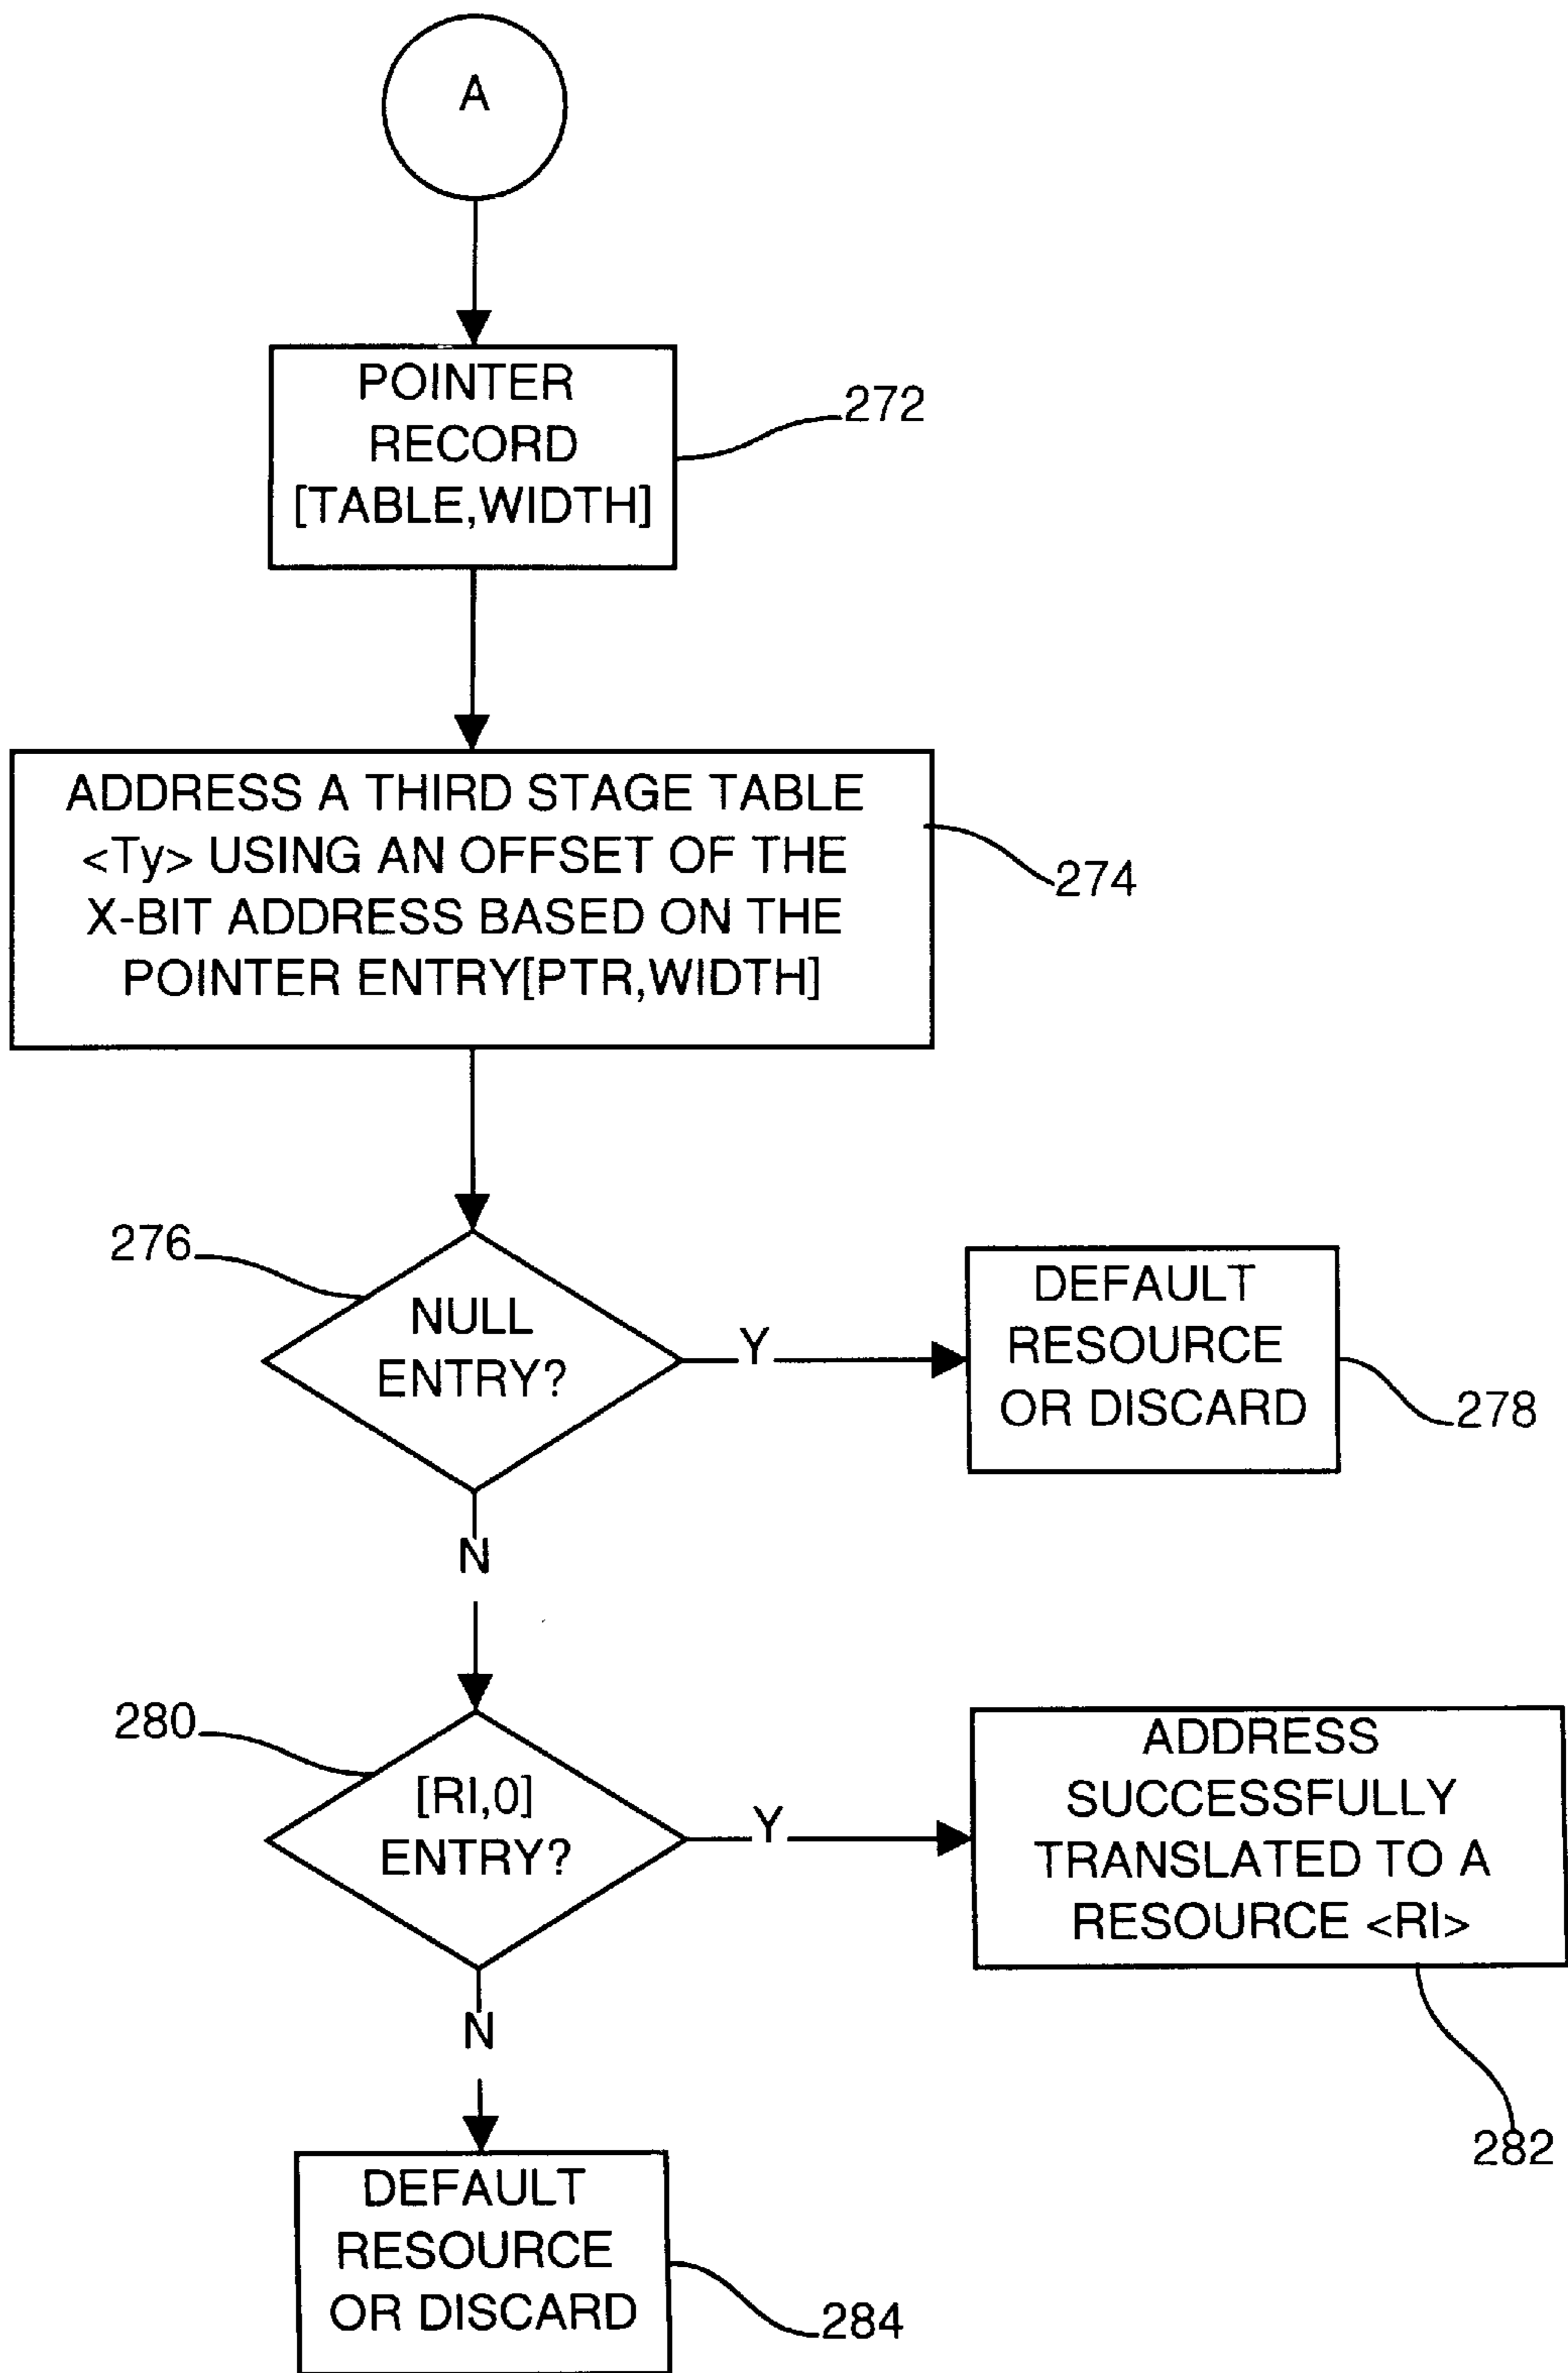 A
POINTER
RECORD
[TABLE,WIDTH]
272
ADDRESS A THIRD STAGE TABLE
<Ty> USING AN OFFSET OF THE
X-BIT ADDRESS BASED ON THE
POINTER ENTRY[PTR,WIDTH]
274
276
NULL
ENTRY?
Y
DEFAULT
RESOURCE
OR DISCARD
278
N
280
[RI,0]
ENTRY?
Y
ADDRESS
SUCCESSFULLY
TRANSLATED TO A
RESOURCE <RI>
282
N
DEFAULT
RESOURCE
OR DISCARD
284